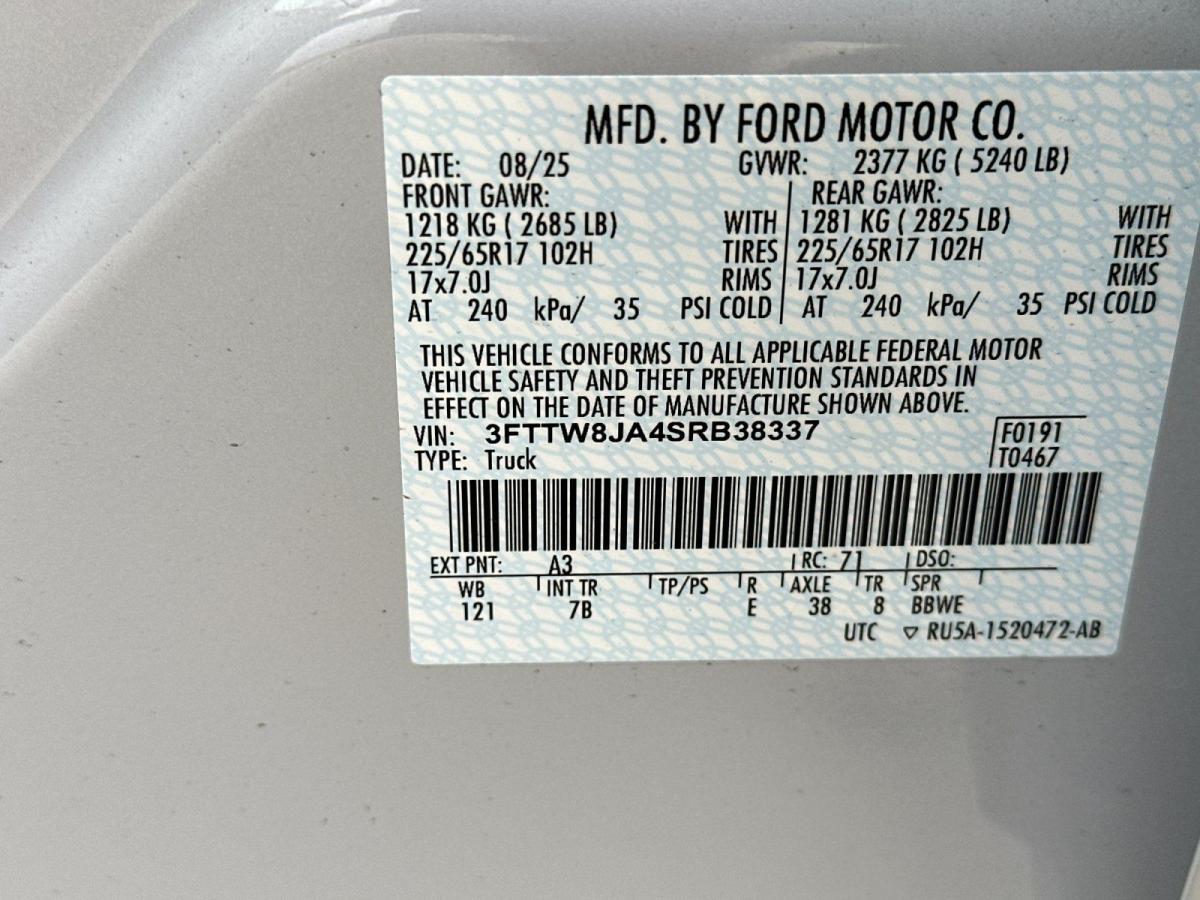 MFD. BY FORD MOTOR CO.
DATE: 08/25 GVWR: 2377 KG ( 5240 LB)
FRONT GAWR: REAR GAWR:
1218 KG ( 2685 LB) WITH 1281 KG ( 2825 LB) WITH
225/65R17 102H TIRES 225/65R17 102H TIRES
17x7.0J RIMS 17x7.0J RIMS
AT 240 kPa/ 35 PSI COLD AT 240 kPa/ 35 PSI COLD
THIS VEHICLE CONFORMS TO ALL APPLICABLE FEDERAL MOTOR
VEHICLE SAFETY AND THEFT PREVENTION STANDARDS IN
EFFECT ON THE DATE OF MANUFACTURE SHOWN ABOVE.
VIN: 3FTTW8JA4SRB38337 F0191
TYPE: Truck T0467
EXT PNT: A3 RC: 71 DSO:
WB INT TR TP/PS R AXLE TR SPR
121 7B E 38 8 BBWE
UTC ▽ RU5A-1520472-AB